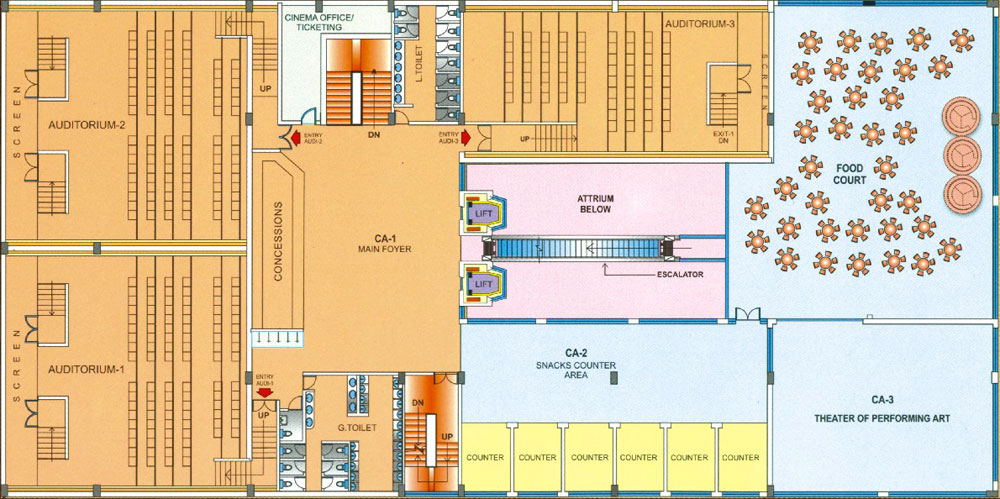 CINEMA OFFICE/
TICKETING
L.TOILET
AUDITORIUM-3
SCREEN
SCREEN
AUDITORIUM-2
UP
DN
ENTRY
AUDI-2
ENTRY
AUDI-3
UP
EXIT-1
DN
FOOD
COURT
CONCESSIONS
CA-1
MAIN FOYER
LIFT
ATTRIUM
BELOW
ESCALATOR
LIFT
SCREEN
AUDITORIUM-1
ENTRY
AUDI-1
UP
G.TOILET
DN
UP
CA-2
SNACKS COUNTER
AREA
CA-3
THEATER OF PERFORMING ART
COUNTER
COUNTER
COUNTER
COUNTER
COUNTER
COUNTER